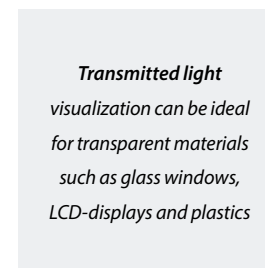 Transmitted light
visualization can be ideal
for transparent materials
such as glass windows,
LCD-displays and plastics